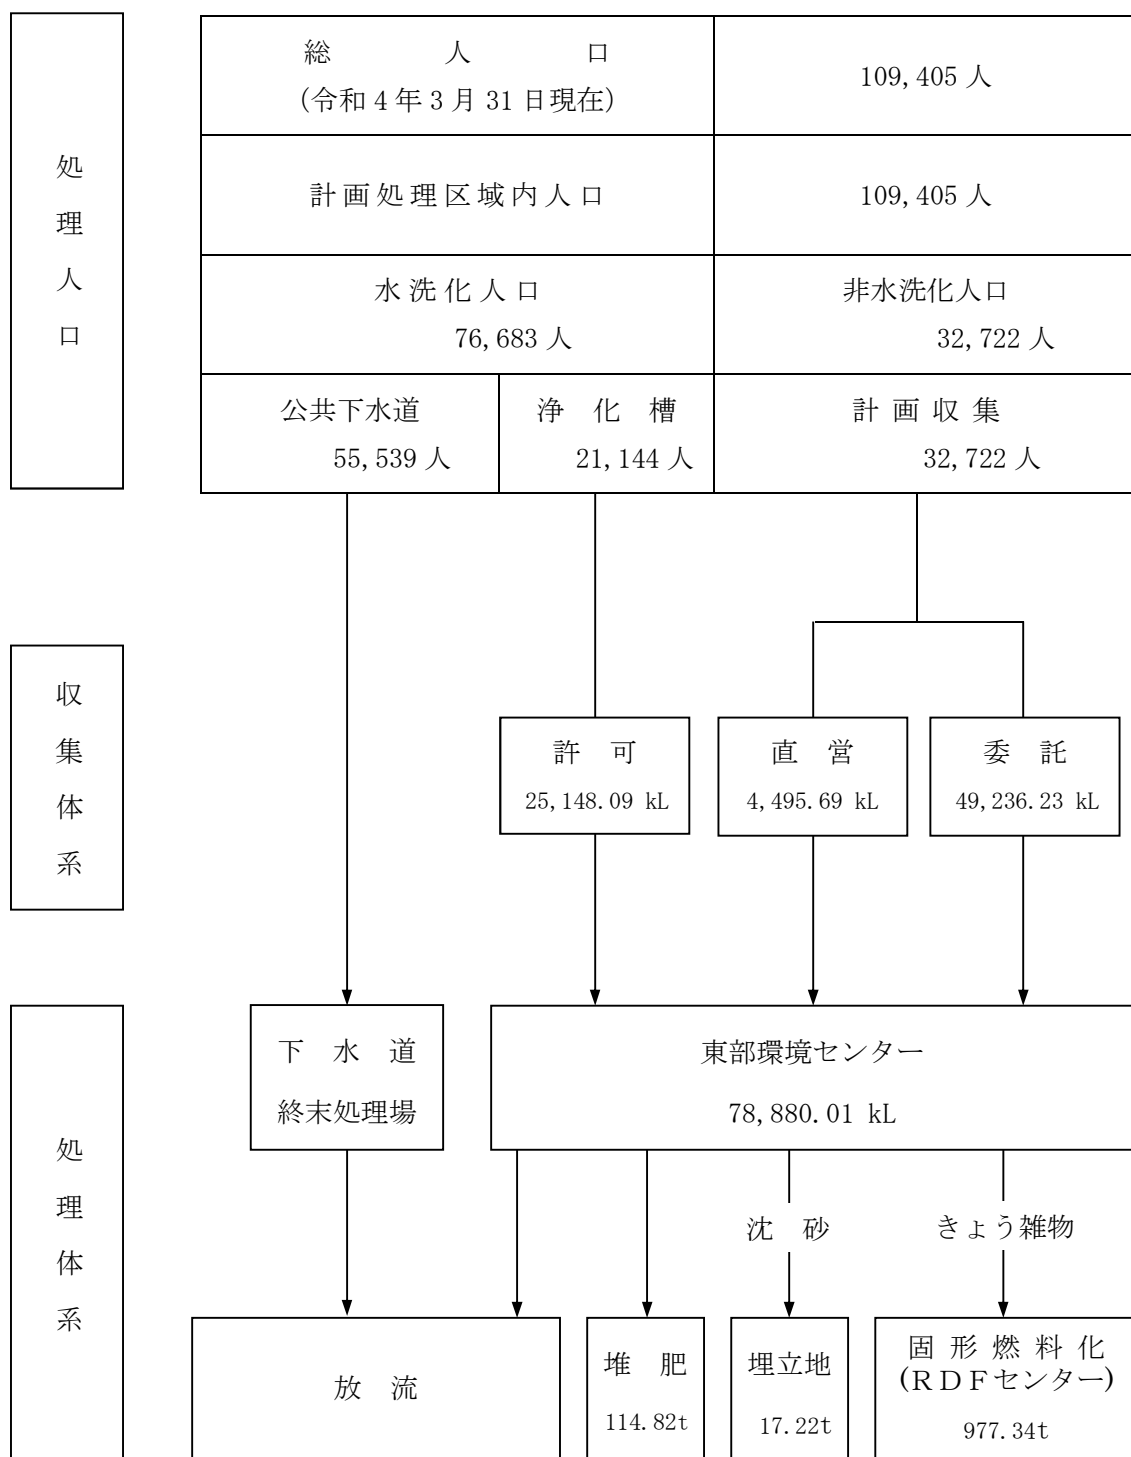 処理人口
総人口
(令和4年3月31日現在)
109,405人
計画処理区域内人口
109,405人
水洗化人口
76,683人
非水洗化人口
32,722人
公共下水道
55,539人
浄化槽
21,144人
計画収集
32,722人
収集体系
許可
25,148.09 kL
直営
4,495.69 kL
委託
49,236.23 kL
処理体系
下水道
終末処理場
東部環境センター
78,880.01 kL
沈砂
きょう雑物
放流
堆肥
114.82t
埋立地
17.22t
固形燃料化
(ＲＤＦセンター)
977.34t